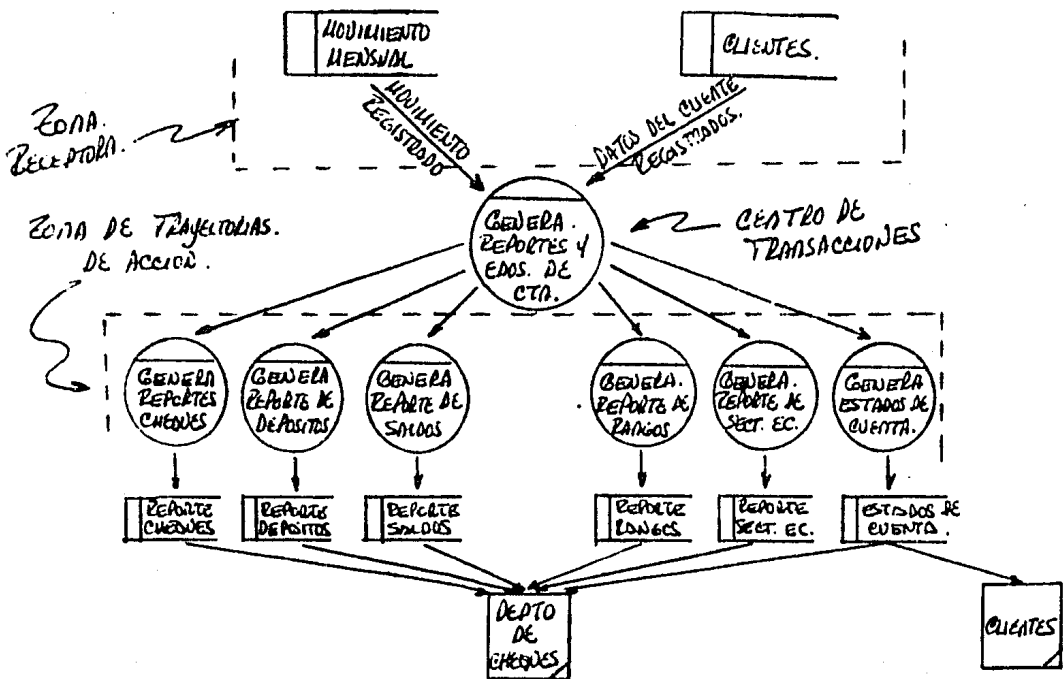 MOVIMIENTO
MENSUAL
CLIENTES.
MOVIMIENTO
REGISTRADO
DATOS DEL CLIENTE
REGISTRADOS.
ZONA.
RECEPTORA.
GENERA.
REPORTES Y
EDOS. DE
CTA.
CENTRO DE
TRANSACCIONES
ZONA DE TRAYECTORIAS.
DE ACCION.
GENERA
REPORTES
CHEQUES
GENERA
REPORTE DE
DEPOSITOS
GENERA
REPORTE DE
SALDOS
GENERA.
REPORTE DE
RANGOS
GENERA.
REPORTE DE
SECT. EC.
GENERA
ESTADOS DE
CUENTA.
REPORTE
CHEQUES
REPORTE
DEPOSITOS
REPORTE
SALDOS
REPORTE
RANGOS
REPORTE
SECT. EC.
ESTADOS DE
CUENTA.
DEPTO
DE
CHEQUES
CLIENTES